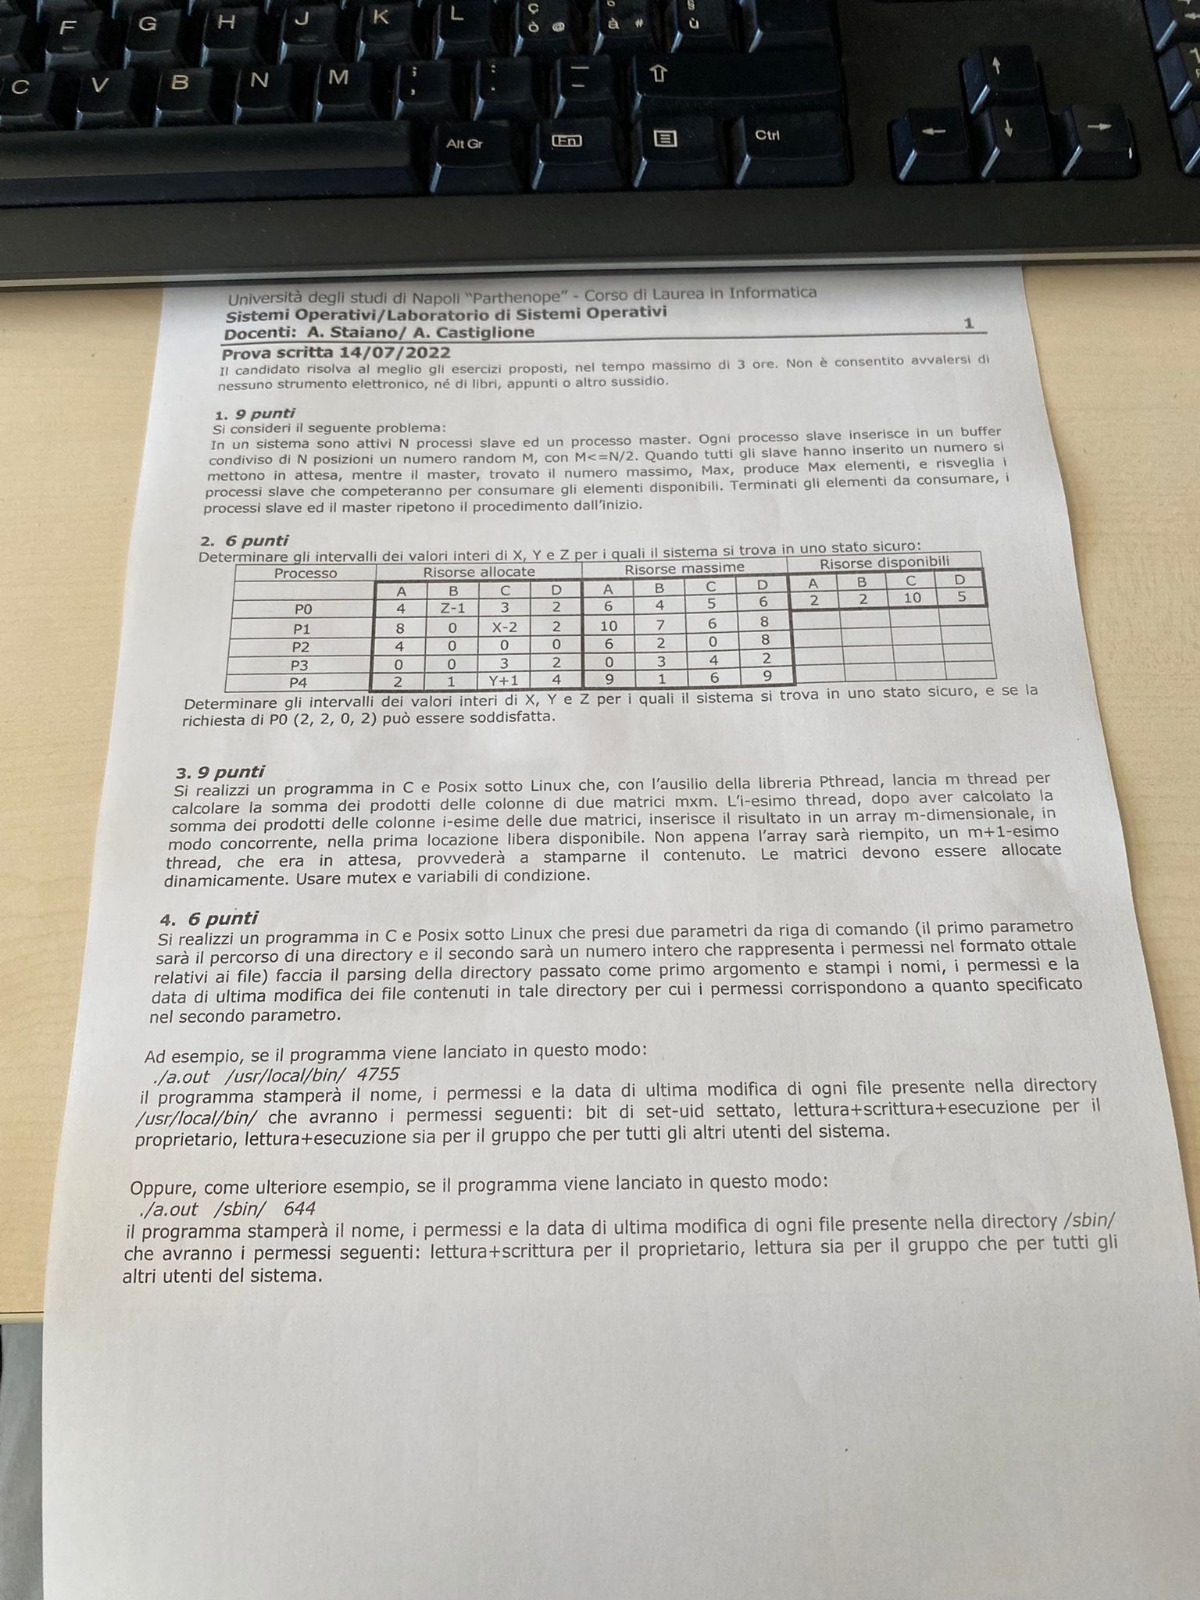 F G H J K L ç ò @ ° à # § ù
C V B N M ; , : . _ - ⇧ ↑
Alt Gr Fn Ctrl ← ↓ →
Università degli studi di Napoli "Parthenope" - Corso di Laurea in Informatica
Sistemi Operativi/Laboratorio di Sistemi Operativi
Docenti: A. Staiano/ A. Castiglione
1
Prova scritta 14/07/2022
Il candidato risolva al meglio gli esercizi proposti, nel tempo massimo di 3 ore. Non è consentito avvalersi di
nessuno strumento elettronico, né di libri, appunti o altro sussidio.
1. 9 punti
Si consideri il seguente problema:
In un sistema sono attivi N processi slave ed un processo master. Ogni processo slave inserisce in un buffer
condiviso di N posizioni un numero random M, con M<=N/2. Quando tutti gli slave hanno inserito un numero si
mettono in attesa, mentre il master, trovato il numero massimo, Max, produce Max elementi, e risveglia i
processi slave che competeranno per consumare gli elementi disponibili. Terminati gli elementi da consumare, i
processi slave ed il master ripetono il procedimento dall'inizio.
2. 6 punti
Determinare gli intervalli dei valori interi di X, Y e Z per i quali il sistema si trova in uno stato sicuro:
Processo Risorse allocate Risorse massime Risorse disponibili
A B C D A B C D A B C D
P0 4 Z-1 3 2 6 4 5 6 2 2 10 5
P1 8 0 X-2 2 10 7 6 8
P2 4 0 0 0 6 2 0 8
P3 0 0 3 2 0 3 4 2
P4 2 1 Y+1 4 9 1 6 9
Determinare gli intervalli dei valori interi di X, Y e Z per i quali il sistema si trova in uno stato sicuro, e se la
richiesta di P0 (2, 2, 0, 2) può essere soddisfatta.
3. 9 punti
Si realizzi un programma in C e Posix sotto Linux che, con l'ausilio della libreria Pthread, lancia m thread per
calcolare la somma dei prodotti delle colonne di due matrici mxm. L'i-esimo thread, dopo aver calcolato la
somma dei prodotti delle colonne i-esime delle due matrici, inserisce il risultato in un array m-dimensionale, in
modo concorrente, nella prima locazione libera disponibile. Non appena l'array sarà riempito, un m+1-esimo
thread, che era in attesa, provvederà a stamparne il contenuto. Le matrici devono essere allocate
dinamicamente. Usare mutex e variabili di condizione.
4. 6 punti
Si realizzi un programma in C e Posix sotto Linux che presi due parametri da riga di comando (il primo parametro
sarà il percorso di una directory e il secondo sarà un numero intero che rappresenta i permessi nel formato ottale
relativi ai file) faccia il parsing della directory passato come primo argomento e stampi i nomi, i permessi e la
data di ultima modifica dei file contenuti in tale directory per cui i permessi corrispondono a quanto specificato
nel secondo parametro.
Ad esempio, se il programma viene lanciato in questo modo:
./a.out /usr/local/bin/ 4755
il programma stamperà il nome, i permessi e la data di ultima modifica di ogni file presente nella directory
/usr/local/bin/ che avranno i permessi seguenti: bit di set-uid settato, lettura+scrittura+esecuzione per il
proprietario, lettura+esecuzione sia per il gruppo che per tutti gli altri utenti del sistema.
Oppure, come ulteriore esempio, se il programma viene lanciato in questo modo:
./a.out /sbin/ 644
il programma stamperà il nome, i permessi e la data di ultima modifica di ogni file presente nella directory /sbin/
che avranno i permessi seguenti: lettura+scrittura per il proprietario, lettura sia per il gruppo che per tutti gli
altri utenti del sistema.